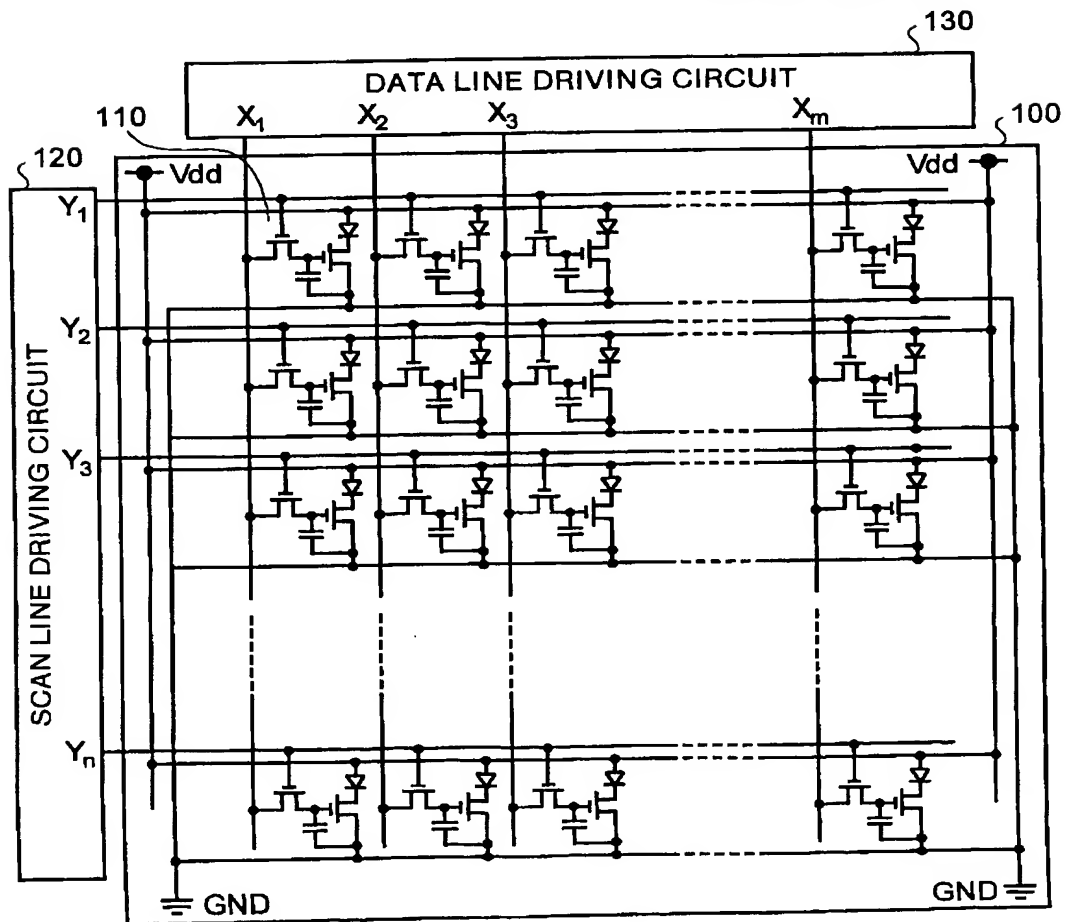 130
DATA LINE DRIVING CIRCUIT
X1 X2 X3 Xm
110
100
120
Vdd
Vdd
Y1
Y2
Y3
Yn
SCAN LINE DRIVING CIRCUIT
GND
GND